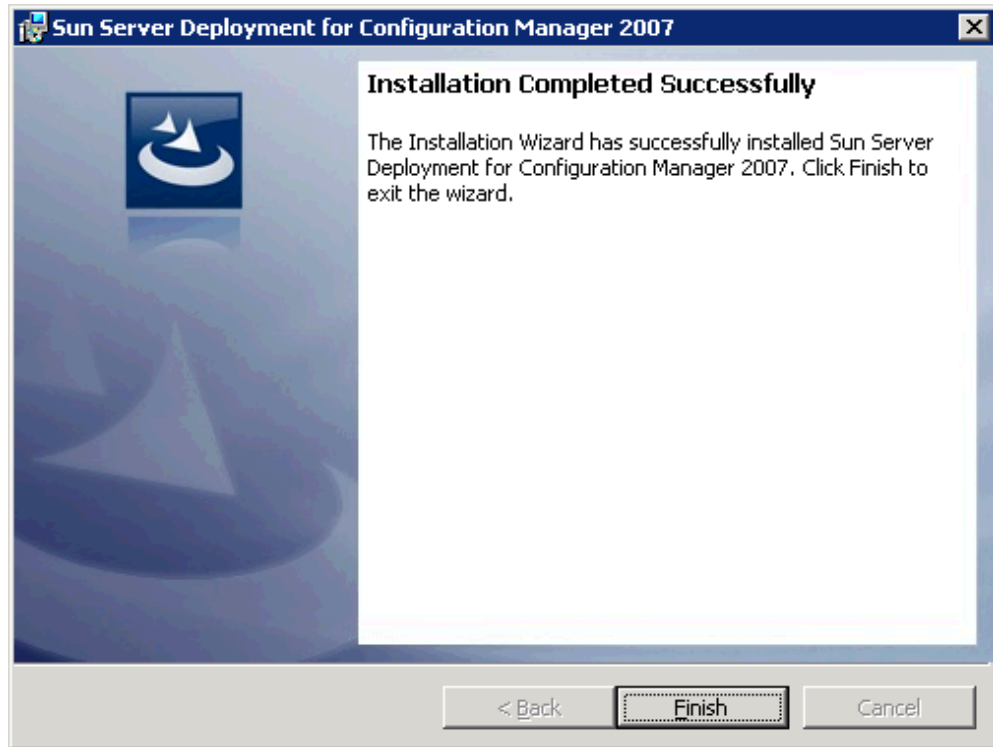 Sun Server Deployment for Configuration Manager 2007
Installation Completed Successfully
The Installation Wizard has successfully installed Sun Server
Deployment for Configuration Manager 2007. Click Finish to
exit the wizard.
< Back
Finish
Cancel